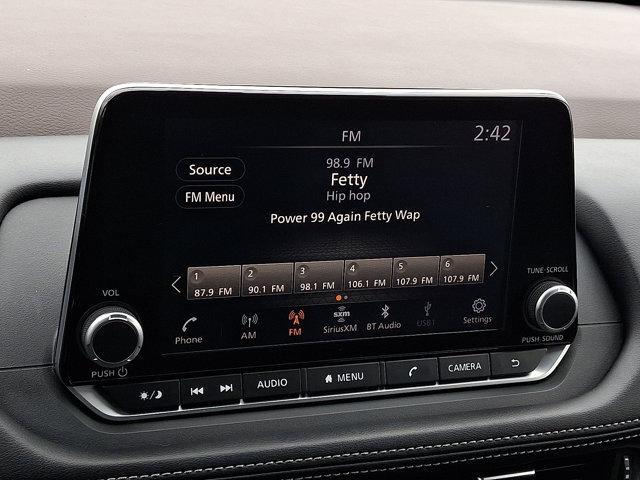 FM
2:42
Source
98.9 FM
Fetty
FM Menu
Hip hop
Power 99 Again Fetty Wap
1 2 3 4 5 6
87.9 FM 90.1 FM 98.1 FM 106.1 FM 107.9 FM 107.9 FM
TUNE·SCROLL
VOL
Phone
AM
FM
sxm
SiriusXM
BT Audio
USB1
Settings
PUSH
PUSH·SOUND
AUDIO
MENU
CAMERA